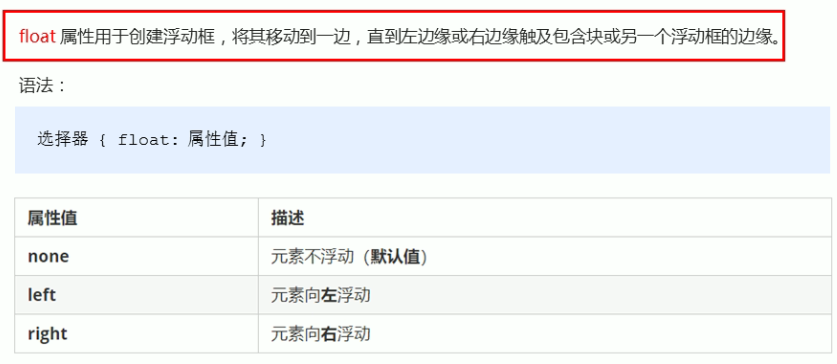 float 属性用于创建浮动框，将其移动到一边，直到左边缘或右边缘触及包含块或另一个浮动框的边缘。
语法：
选择器 { float: 属性值; }
属性值 描述
none 元素不浮动（默认值）
left 元素向左浮动
right 元素向右浮动